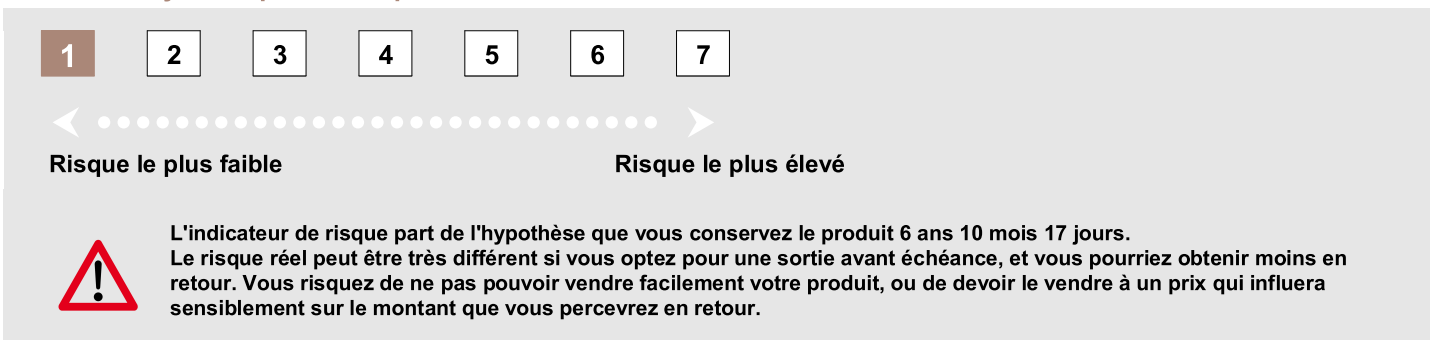 1 2 3 4 5 6 7
Risque le plus faible Risque le plus élevé
L'indicateur de risque part de l'hypothèse que vous conservez le produit 6 ans 10 mois 17 jours.
Le risque réel peut être très différent si vous optez pour une sortie avant échéance, et vous pourriez obtenir moins en
retour. Vous risquez de ne pas pouvoir vendre facilement votre produit, ou de devoir le vendre à un prix qui influera
sensiblement sur le montant que vous percevrez en retour.